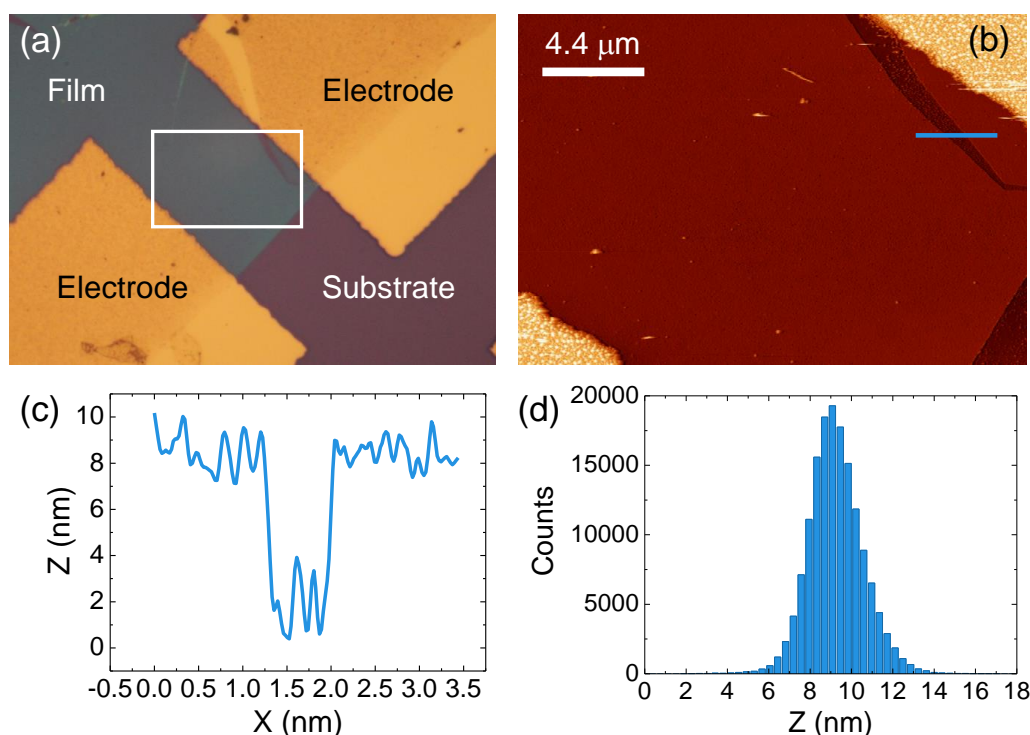 (a)
Film
Electrode
Electrode
Substrate
(b)
4.4 μm
(c)
10
8
6
4
2
0
Z (nm)
-0.5 0.0 0.5 1.0 1.5 2.0 2.5 3.0 3.5
X (nm)
(d)
20000
15000
10000
5000
0
Counts
0 2 4 6 8 10 12 14 16 18
Z (nm)